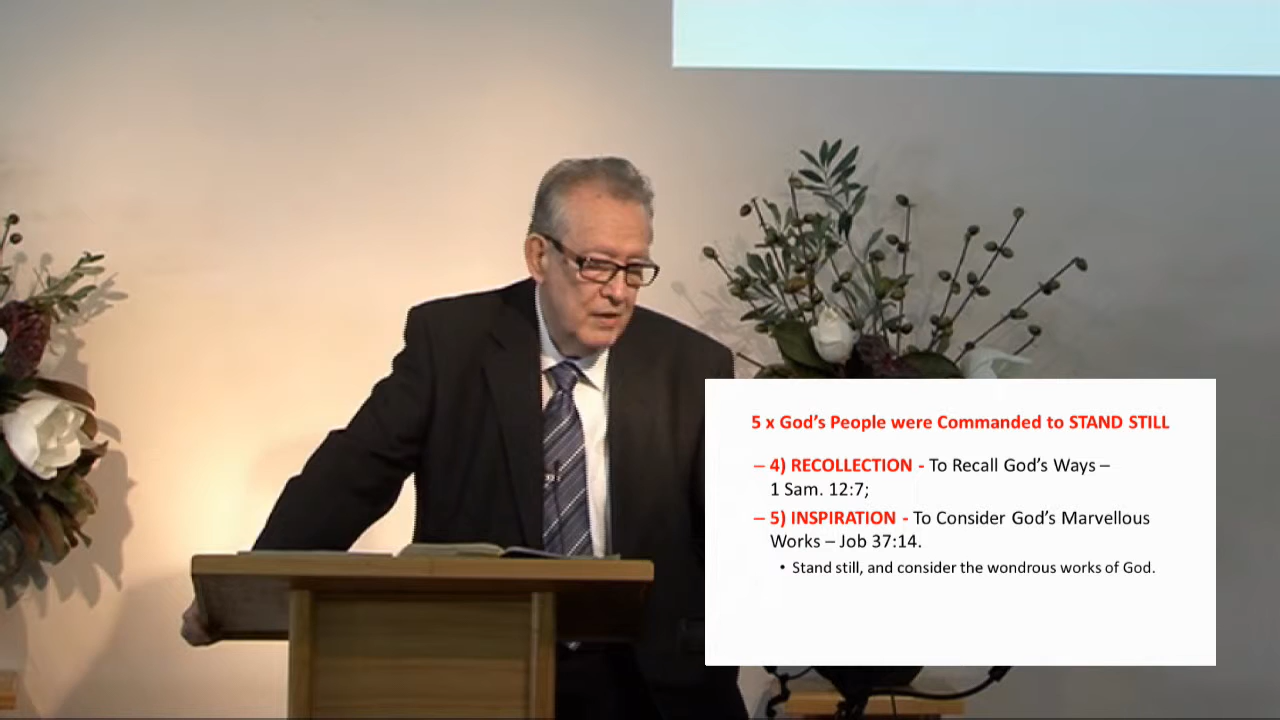 5 x God’s People were Commanded to STAND STILL
– 4) RECOLLECTION - To Recall God’s Ways –
1 Sam. 12:7;
– 5) INSPIRATION - To Consider God’s Marvellous
Works – Job 37:14.
• Stand still, and consider the wondrous works of God.